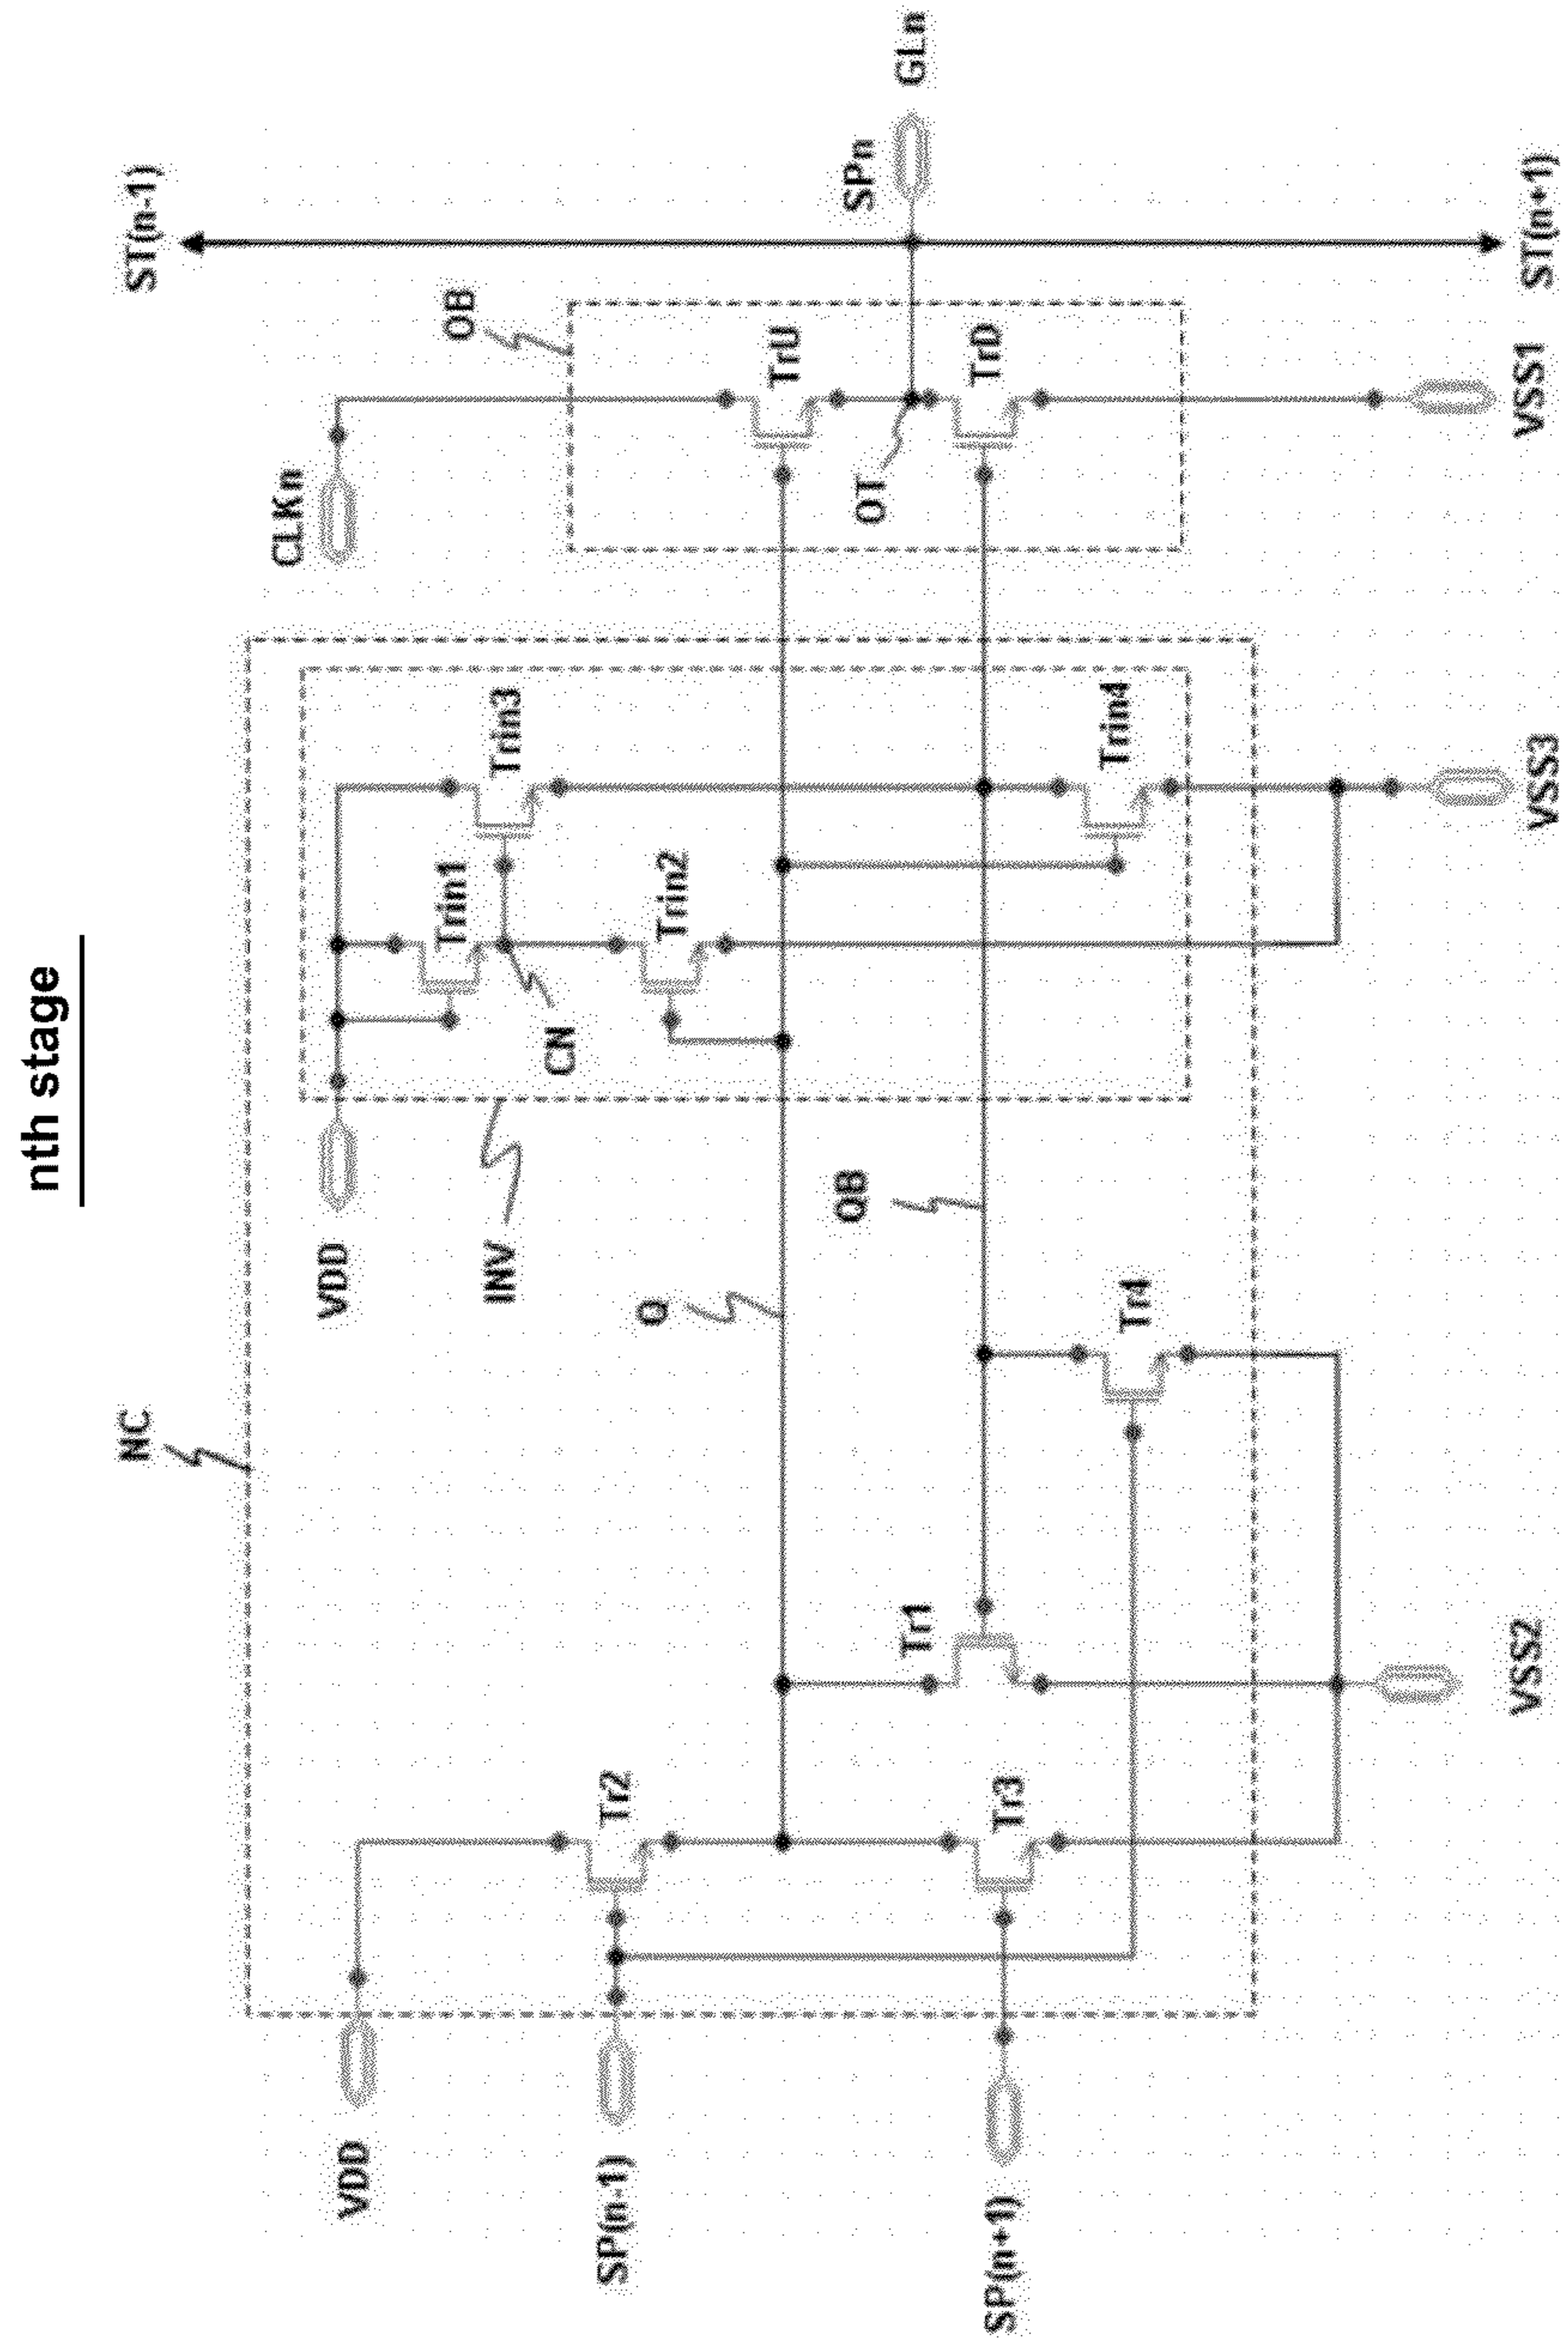 nth stage
NC
VDD
SP(n-1)
SP(n+1)
Tr2
Tr3
Tr1
Tr4
Q
QB
VSS2
VDD
INV
CN
Trin1
Trin2
Trin3
Trin4
VSS3
CLKn
OB
TrU
OT
TrD
VSS1
ST(n-1)
SPn
GLn
ST(n+1)